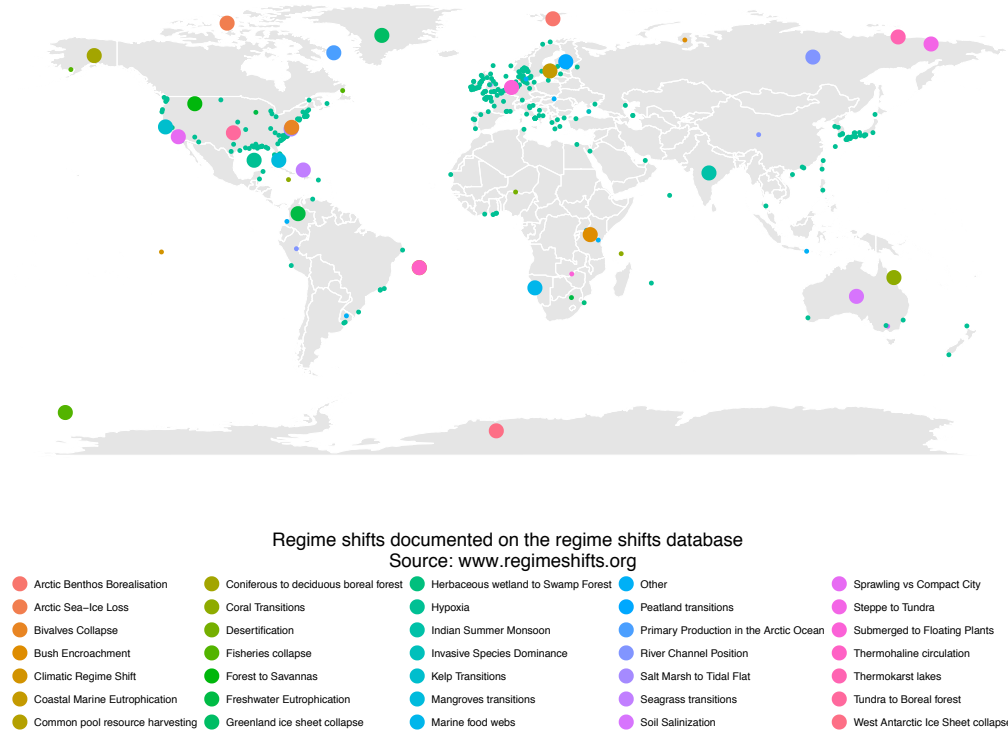 Regime shifts documented on the regime shifts database
Source: www.regimeshifts.org
Arctic Benthos Borealisation
Arctic Sea−Ice Loss
Bivalves Collapse
Bush Encroachment
Climatic Regime Shift
Coastal Marine Eutrophication
Common pool resource harvesting
Coniferous to deciduous boreal forest
Coral Transitions
Desertification
Fisheries collapse
Forest to Savannas
Freshwater Eutrophication
Greenland ice sheet collapse
Herbaceous wetland to Swamp Forest
Hypoxia
Indian Summer Monsoon
Invasive Species Dominance
Kelp Transitions
Mangroves transitions
Marine food webs
Other
Peatland transitions
Primary Production in the Arctic Ocean
River Channel Position
Salt Marsh to Tidal Flat
Seagrass transitions
Soil Salinization
Sprawling vs Compact City
Steppe to Tundra
Submerged to Floating Plants
Thermohaline circulation
Thermokarst lakes
Tundra to Boreal forest
West Antarctic Ice Sheet collapse